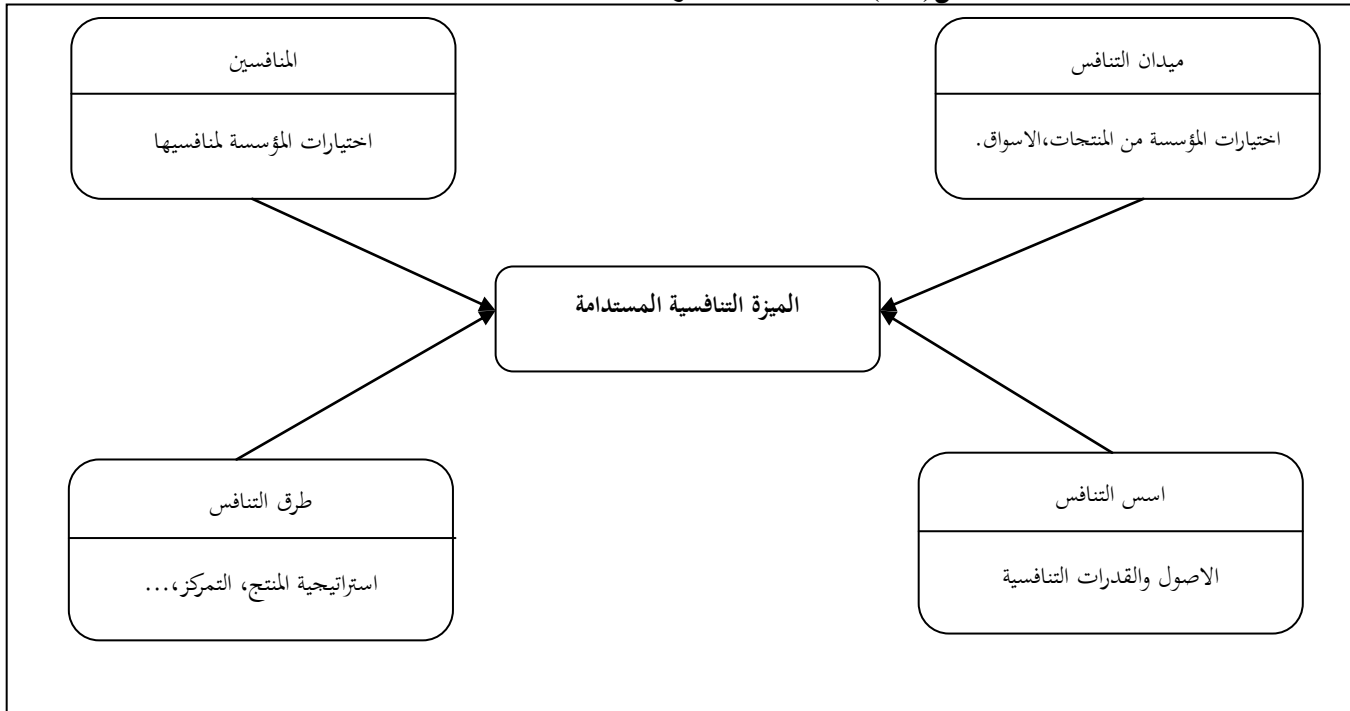 ميدان التنافس
اختيارات المؤسسة من المنتجات،الاسواق.
المنافسين
اختيارات المؤسسة لمنافسيها
الميزة التنافسية المستدامة
اسس التنافس
الاصول والقدرات التنافسية
طرق التنافس
استراتيجية المنتج، التمركز،...